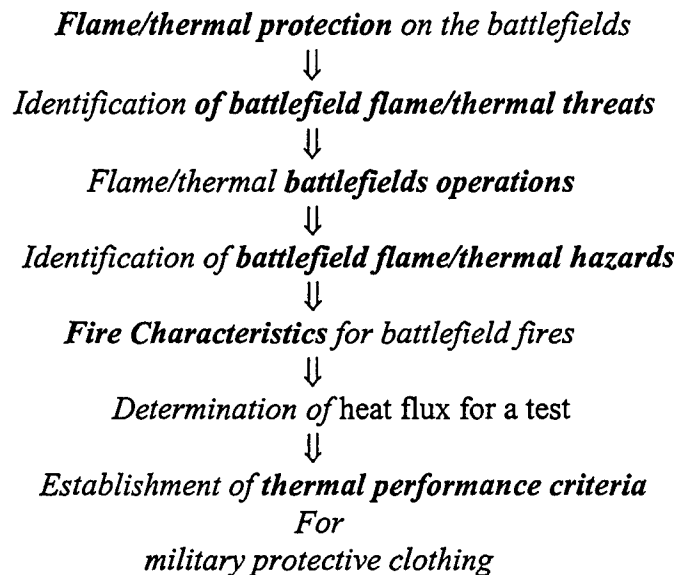 Flame/thermal protection on the battlefields
⇓
Identification of battlefield flame/thermal threats
⇓
Flame/thermal battlefields operations
⇓
Identification of battlefield flame/thermal hazards
⇓
Fire Characteristics for battlefield fires
⇓
Determination of heat flux for a test
⇓
Establishment of thermal performance criteria
For
military protective clothing